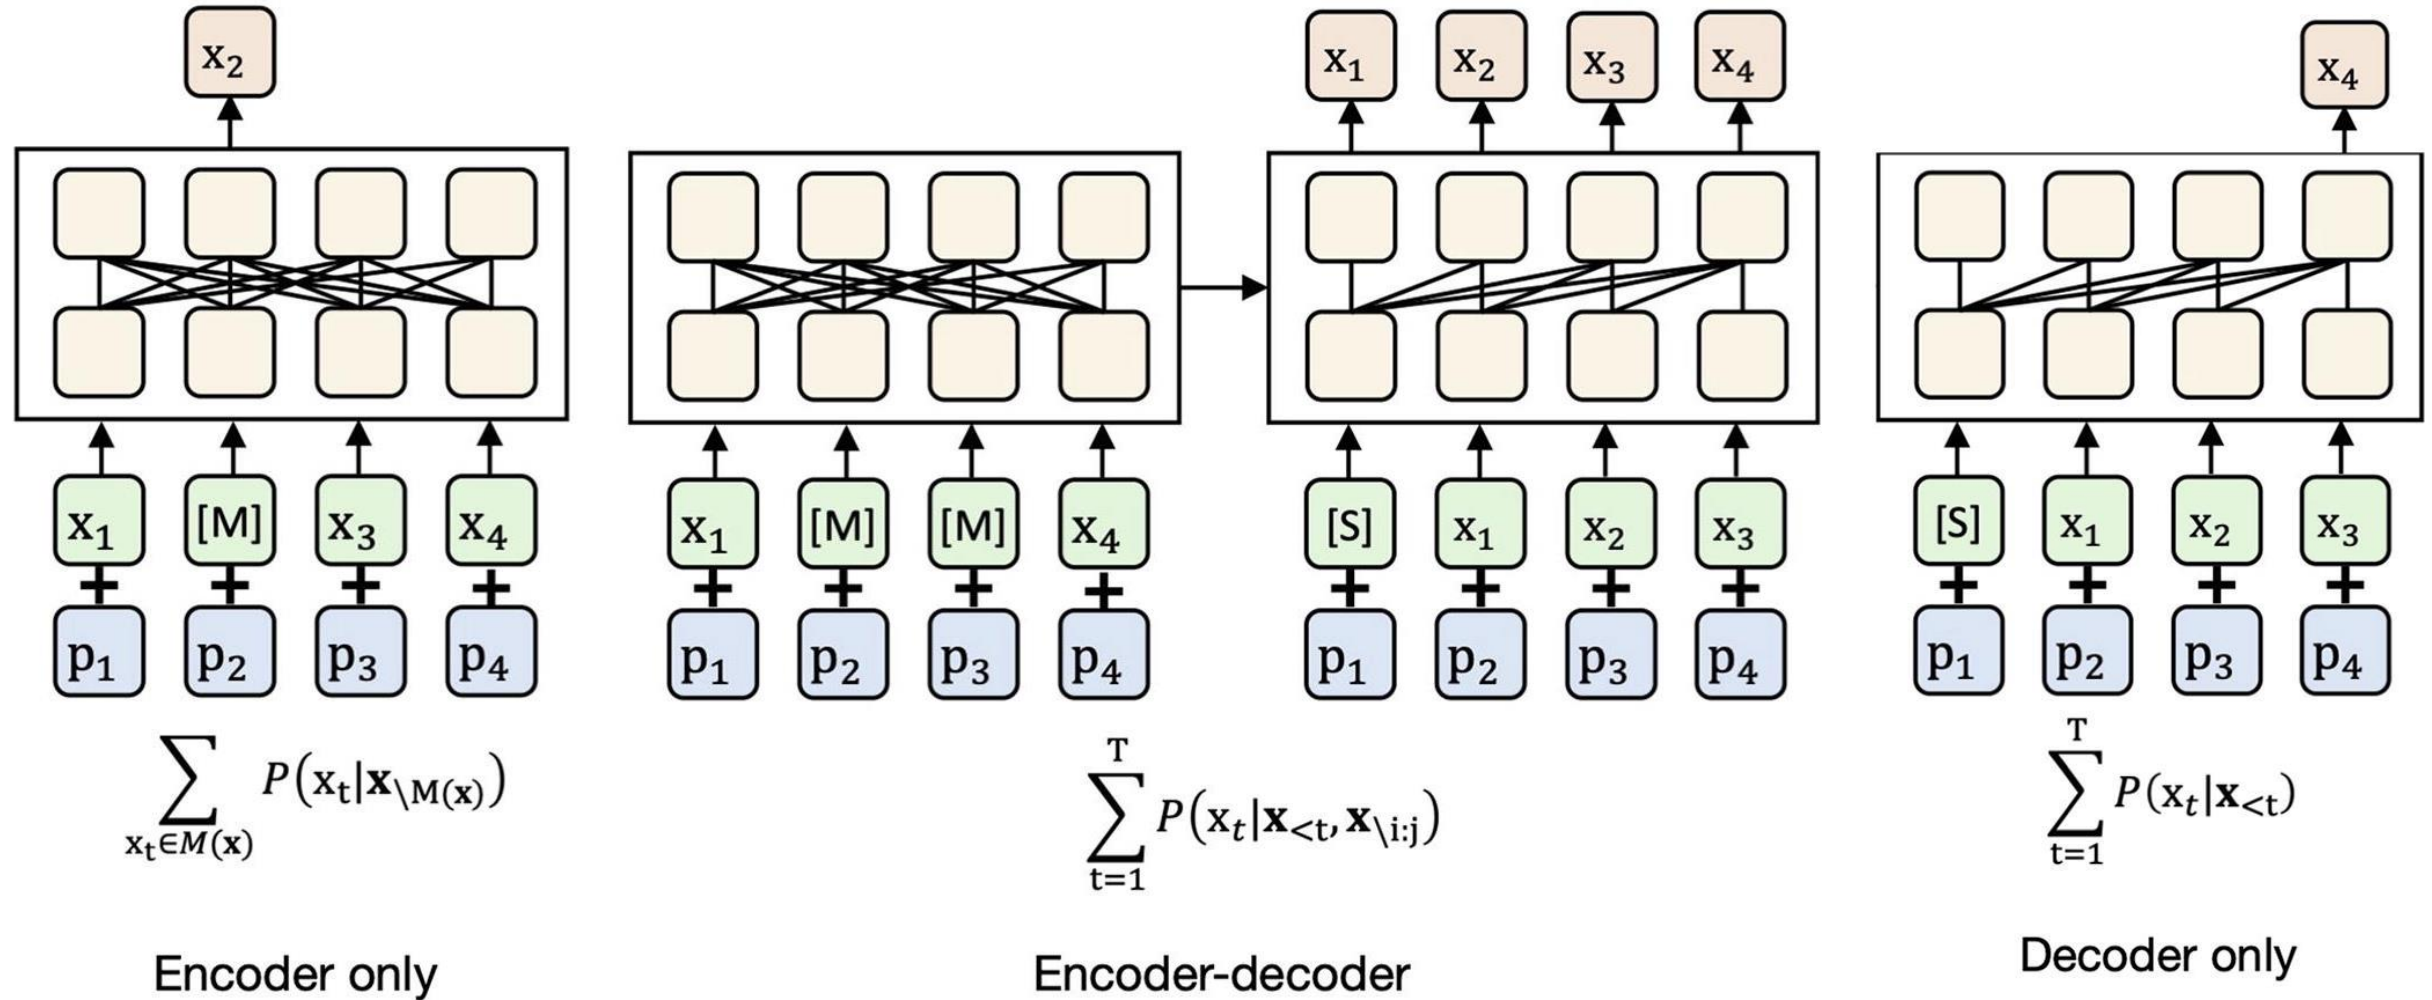 x₂
x₁ x₂ x₃ x₄
x₄
x₁ [M] x₃ x₄
+ + + +
p₁ p₂ p₃ p₄
x₁ [M] [M] x₄
+ + + +
p₁ p₂ p₃ p₄
[S] x₁ x₂ x₃
+ + + +
p₁ p₂ p₃ p₄
[S] x₁ x₂ x₃
+ + + +
p₁ p₂ p₃ p₄
∑ P(xₜ|x\M(x))
xₜ∈M(x)
T
∑ P(xₜ|x<t, x\i:j)
t=1
T
∑ P(xₜ|x<t)
t=1
Encoder only
Encoder-decoder
Decoder only